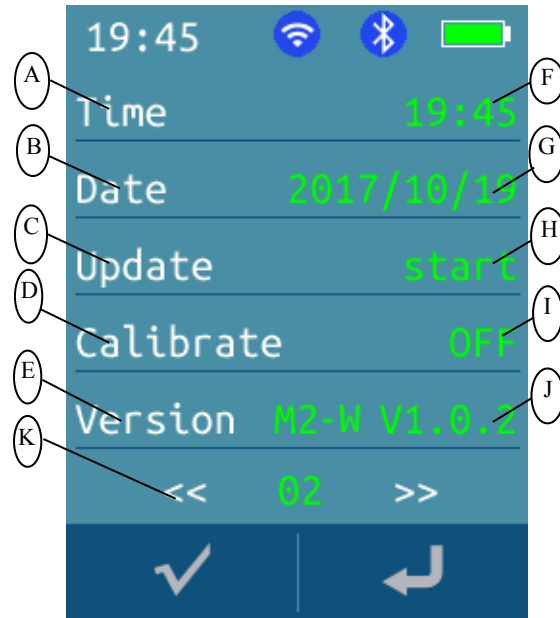 19:45
A Time 19:45 F
B Date 2017/10/19 G
C Update start H
D Calibrate OFF I
E Version M2-W V1.0.2 J
K << 02 >>